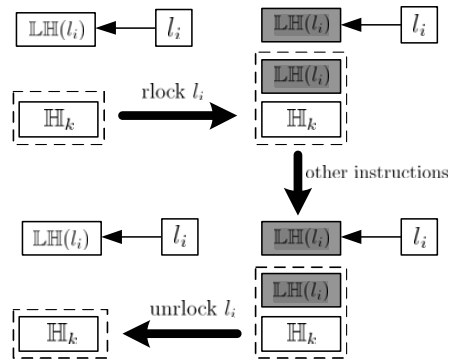 𝕃ℍ(l_i) l_i 𝕃ℍ(l_i) l_i
𝕃ℍ(l_i)
rlock l_i
ℍ_k ℍ_k
other instructions
𝕃ℍ(l_i) l_i 𝕃ℍ(l_i) l_i
𝕃ℍ(l_i)
unrlock l_i
ℍ_k ℍ_k